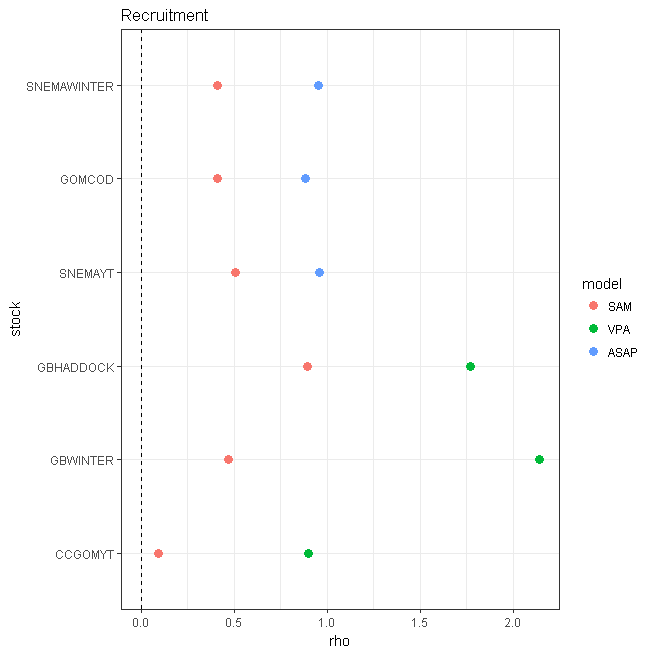 Recruitment
SNEMAWINTER
GOMCOD
SNEMAYT
GBHADDOCK
GBWINTER
CCGOMYT
stock
0.0 0.5 1.0 1.5 2.0
rho
model
SAM
VPA
ASAP